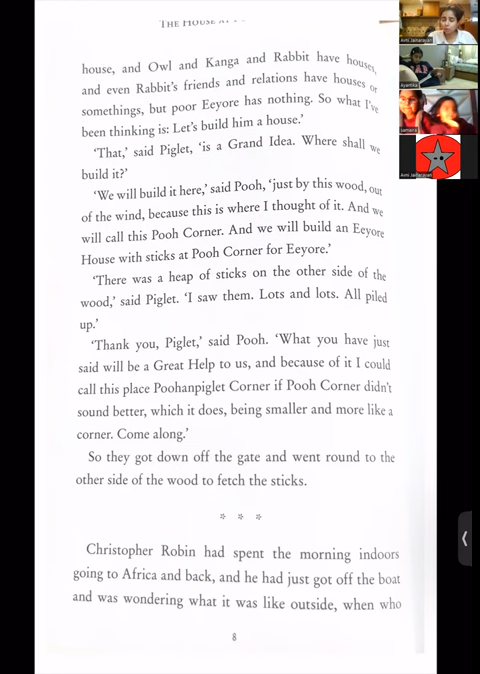 THE HOUSE AT
house, and Owl and Kanga and Rabbit have houses,
and even Rabbit's friends and relations have houses or
somethings, but poor Eeyore has nothing. So what I've
been thinking is: Let's build him a house.'
'That,' said Piglet, 'is a Grand Idea. Where shall we
build it?'
'We will build it here,' said Pooh, 'just by this wood, out
of the wind, because this is where I thought of it. And we
will call this Pooh Corner. And we will build an Eeyore
House with sticks at Pooh Corner for Eeyore.'
'There was a heap of sticks on the other side of the
wood,' said Piglet. 'I saw them. Lots and lots. All piled
up.'
'Thank you, Piglet,' said Pooh. 'What you have just
said will be a Great Help to us, and because of it I could
call this place Poohanpiglet Corner if Pooh Corner didn't
sound better, which it does, being smaller and more like a
corner. Come along.'
So they got down off the gate and went round to the
other side of the wood to fetch the sticks.
* * *
Christopher Robin had spent the morning indoors
going to Africa and back, and he had just got off the boat
and was wondering what it was like outside, when who
8